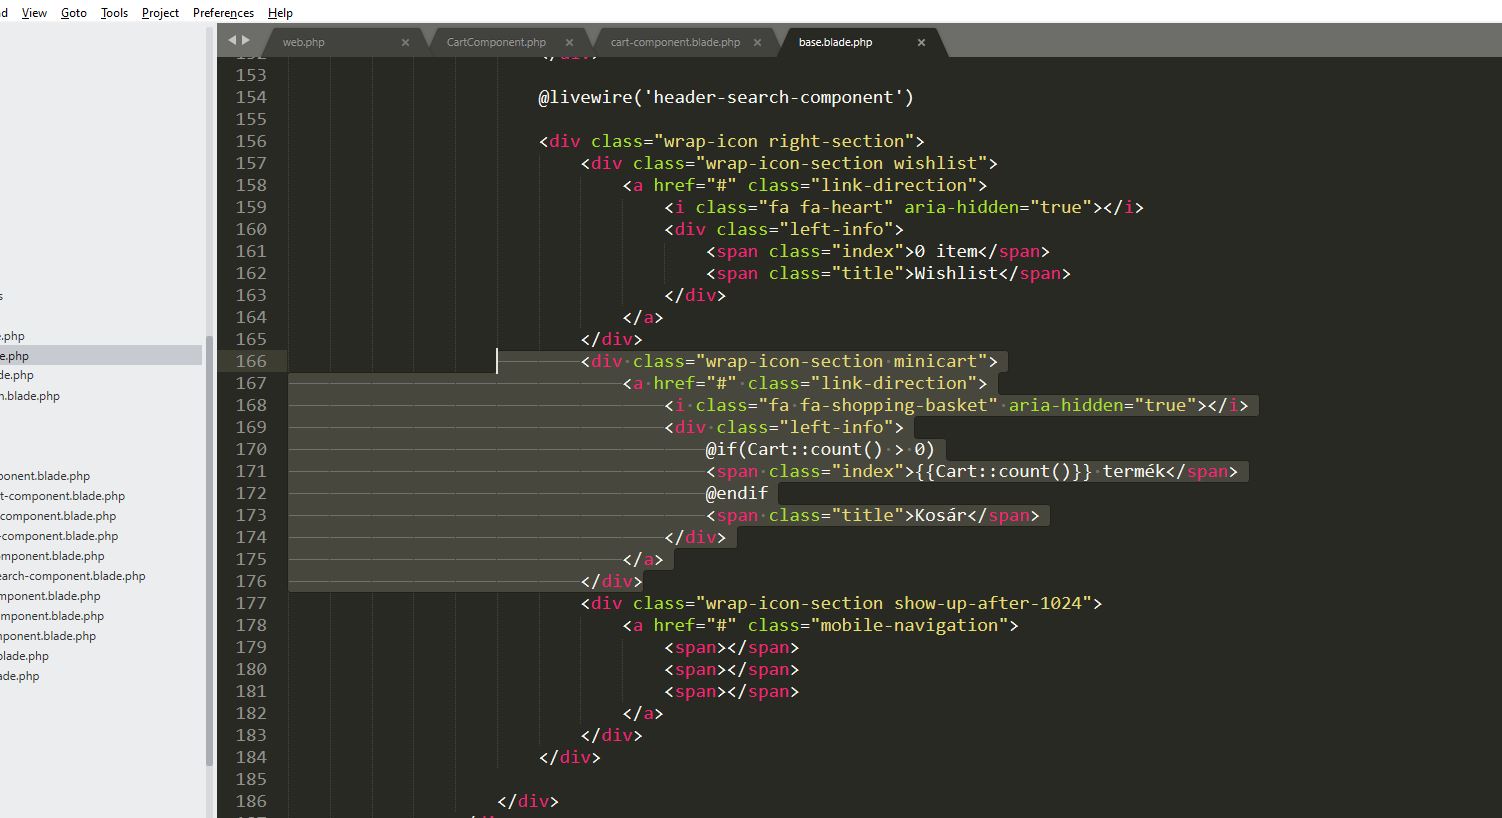 View Goto Tools Project Preferences Help
web.php × CartComponent.php × cart-component.blade.php × base.blade.php ×
153
154 @livewire('header-search-component')
155
156 <div class="wrap-icon right-section">
157 <div class="wrap-icon-section wishlist">
158 <a href="#" class="link-direction">
159 <i class="fa fa-heart" aria-hidden="true"></i>
160 <div class="left-info">
161 <span class="index">0 item</span>
162 <span class="title">Wishlist</span>
163 </div>
164 </a>
165 </div>
166 <div class="wrap-icon-section minicart">
167 <a href="#" class="link-direction">
168 <i class="fa fa-shopping-basket" aria-hidden="true"></i>
169 <div class="left-info">
170 @if(Cart::count() > 0)
171 <span class="index">{{Cart::count()}} termék</span>
172 @endif
173 <span class="title">Kosár</span>
174 </div>
175 </a>
176 </div>
177 <div class="wrap-icon-section show-up-after-1024">
178 <a href="#" class="mobile-navigation">
179 <span></span>
180 <span></span>
181 <span></span>
182 </a>
183 </div>
184 </div>
185
186 </div>
s
.php
e.php
de.php
n.blade.php
ponent.blade.php
t-component.blade.php
component.blade.php
-component.blade.php
mponent.blade.php
earch-component.blade.php
mponent.blade.php
omponent.blade.php
ponent.blade.php
blade.php
ade.php